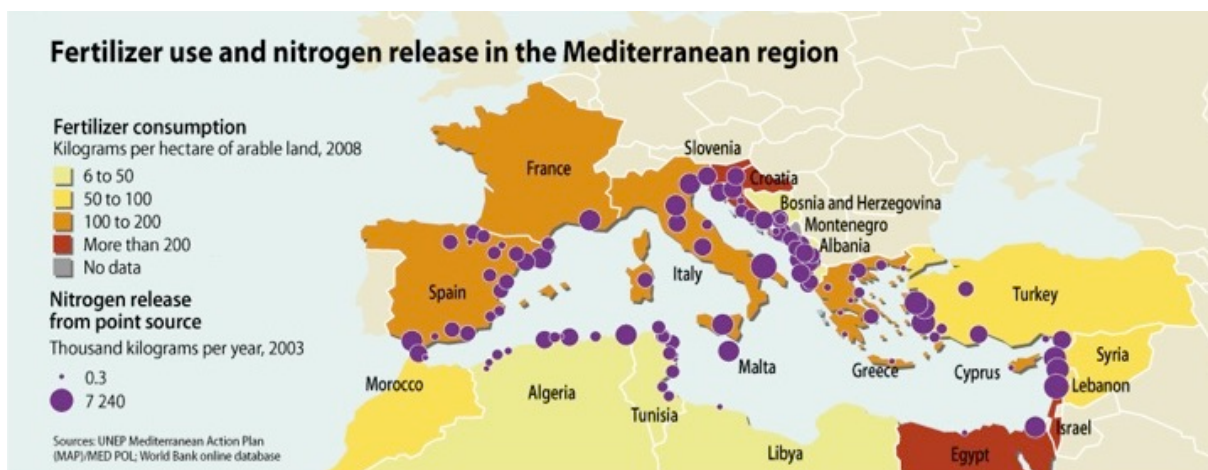 Fertilizer use and nitrogen release in the Mediterranean region
Fertilizer consumption
Kilograms per hectare of arable land, 2008
6 to 50
50 to 100
100 to 200
More than 200
No data
Nitrogen release
from point source
Thousand kilograms per year, 2003
0.3
7 240
Sources: UNEP Mediterranean Action Plan
(MAP)/MED POL; World Bank online database
Slovenia
France
Croatia
Bosnia and Herzegovina
Montenegro
Albania
Italy
Spain
Turkey
Malta
Greece
Cyprus
Syria
Morocco
Algeria
Lebanon
Tunisia
Israel
Libya
Egypt